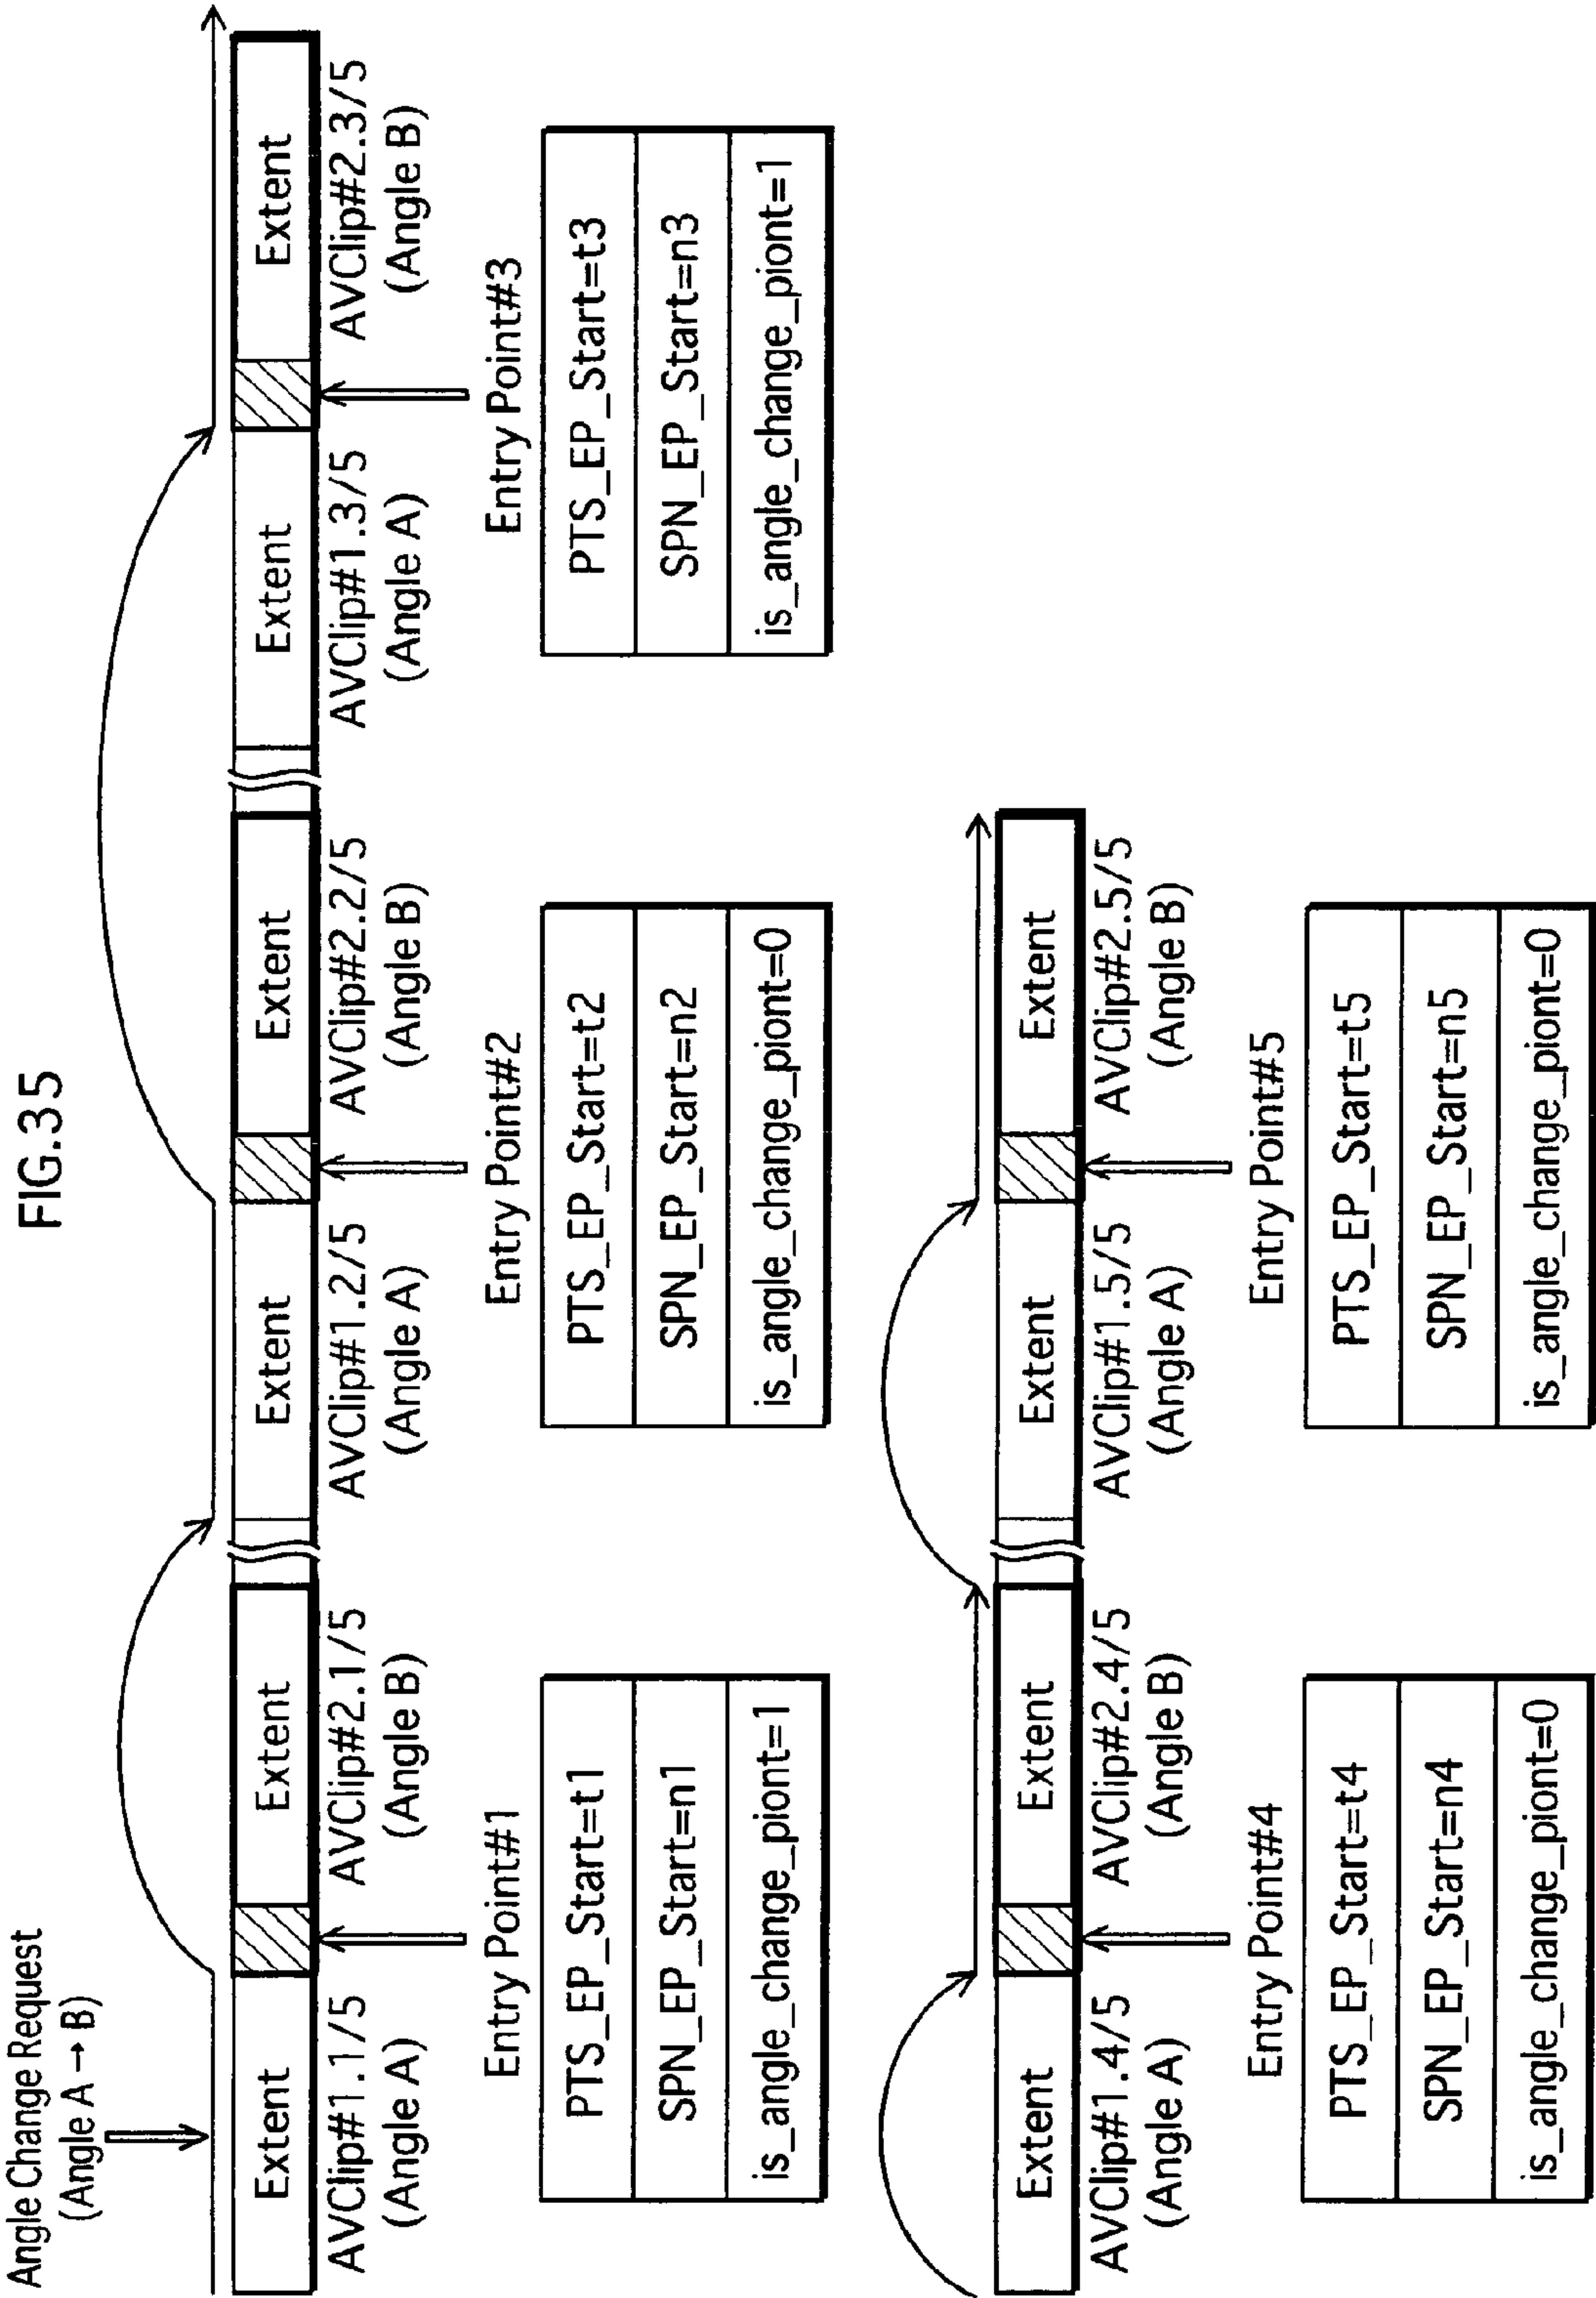 FIG.35
Angle Change Request
(Angle A → B)
Extent
Extent
Extent
Extent
Extent
Extent
AVClip#1.1/5
AVClip#2.1/5
AVClip#1.2/5
AVClip#2.2/5
AVClip#1.3/5
AVClip#2.3/5
(Angle A)
(Angle B)
(Angle A)
(Angle B)
(Angle A)
(Angle B)
Entry Point#1
PTS_EP_Start=t1
SPN_EP_Start=n1
is_angle_change_piont=1
Entry Point#2
PTS_EP_Start=t2
SPN_EP_Start=n2
is_angle_change_piont=0
Entry Point#3
PTS_EP_Start=t3
SPN_EP_Start=n3
is_angle_change_piont=1
Extent
Extent
Extent
Extent
AVClip#1.4/5
AVClip#2.4/5
AVClip#1.5/5
AVClip#2.5/5
(Angle A)
(Angle B)
(Angle A)
(Angle B)
Entry Point#4
PTS_EP_Start=t4
SPN_EP_Start=n4
is_angle_change_piont=0
Entry Point#5
PTS_EP_Start=t5
SPN_EP_Start=n5
is_angle_change_piont=0